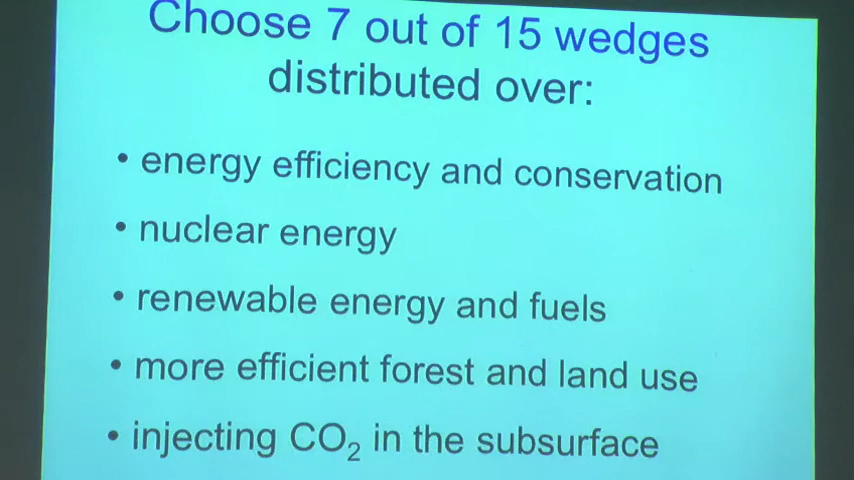 Choose 7 out of 15 wedges
distributed over:
• energy efficiency and conservation
• nuclear energy
• renewable energy and fuels
• more efficient forest and land use
• injecting CO₂ in the subsurface